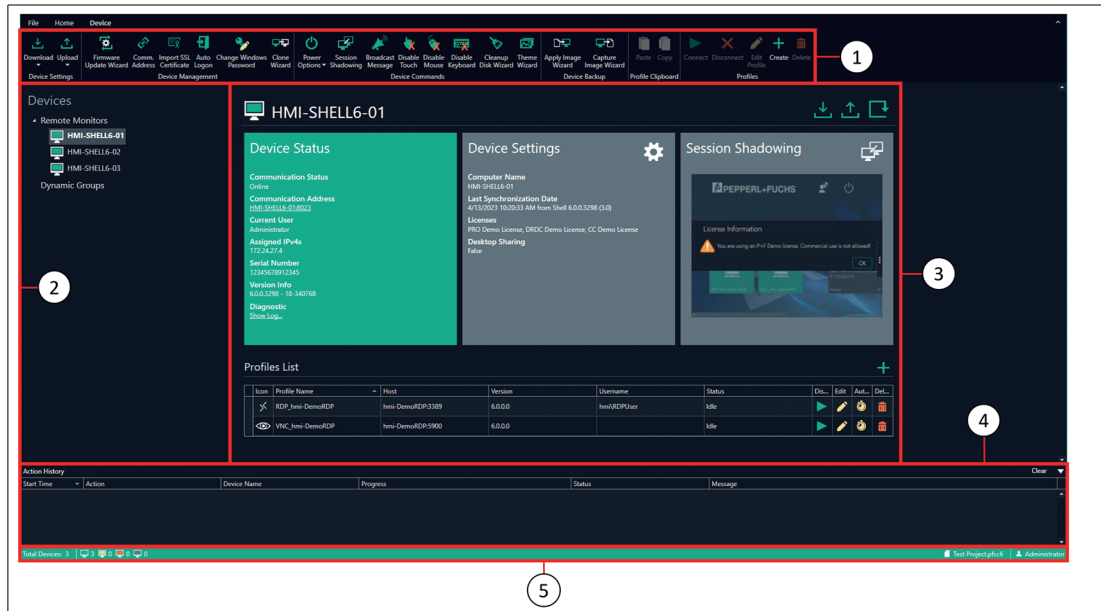 File Home Device
Download Upload Firmware Comm. Import SSL Auto Change Windows Clone Power Session Broadcast Disable Disable Disable Cleanup Theme Apply Image Capture Paste Copy Connect Disconnect Edit Create Delete
Update Wizard Address Certificate Logon Password Wizard Options Shadowing Message Touch Mouse Keyboard Disk Wizard Wizard Wizard Image Wizard Profile
Device Settings Device Management Device Commands Device Backup Profile Clipboard Profiles
1
Devices
Remote Monitors
HMI-SHELL6-01
HMI-SHELL6-02
HMI-SHELL6-03
Dynamic Groups
2
HMI-SHELL6-01
Device Status
Communication Status
Online
Communication Address
HMI-SHELL6-01:8023
Current User
Administrator
Assigned IPv4s
172.24.27.4
Serial Number
12345678912345
Version Info
6.0.0.3298 - 18-34076B
Diagnostic
Show Log...
Device Settings
Computer Name
HMI-SHELL6-01
Last Synchronization Date
4/13/2023 10:20:33 AM from Shell 6.0.0.3298 (3.0)
Licenses
PRO Demo License, DRDC Demo License, CC Demo License
Desktop Sharing
False
Session Shadowing
PEPPERL+FUCHS
License Information
You are using an P+F Demo license. Commercial use is not allowed!
OK
3
Profiles List
Icon Profile Name Host Version Username Status Dis... Edit Aut... Del...
RDP_hmi-DemoRDP hmi-DemoRDP:3389 6.0.0.0 hmi\RDPUser Idle
VNC_hmi-DemoRDP hmi-DemoRDP:5900 6.0.0.0 Idle
4
Action History Clear
Start Time Action Device Name Progress Status Message
Total Devices: 3 3 0 0 0 Test Project.pfcc6 Administrator
5